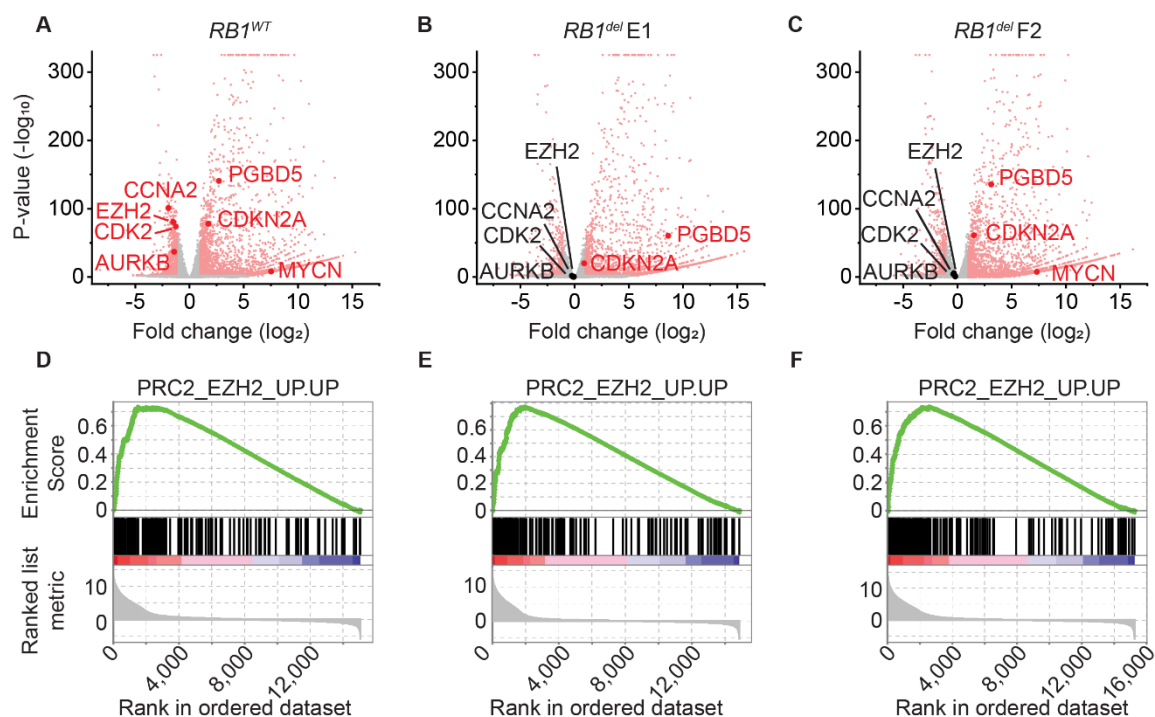 A
RB1ᵂᵀ
B
RB1ᵈᵉˡ E1
C
RB1ᵈᵉˡ F2
P-value (-log₁₀)
300
200
100
0
PGBD5
CCNA2
EZH2
CDK2
CDKN2A
AURKB
MYCN
-5
0
5
10
15
Fold change (log₂)
300
200
100
0
EZH2
CCNA2
CDK2
AURKB
PGBD5
CDKN2A
-5
0
5
10
15
Fold change (log₂)
300
200
100
0
EZH2
PGBD5
CCNA2
CDK2
CDKN2A
AURKB
MYCN
-5
0
5
10
15
Fold change (log₂)
D
PRC2_EZH2_UP.UP
Enrichment
Score
0.6
0.4
0.2
0
Ranked list
metric
10
0
0
4,000
8,000
12,000
Rank in ordered dataset
E
PRC2_EZH2_UP.UP
0.6
0.4
0.2
0
10
0
0
4,000
8,000
12,000
Rank in ordered dataset
F
PRC2_EZH2_UP.UP
0.6
0.4
0.2
0
10
0
0
4,000
8,000
12,000
16,000
Rank in ordered dataset